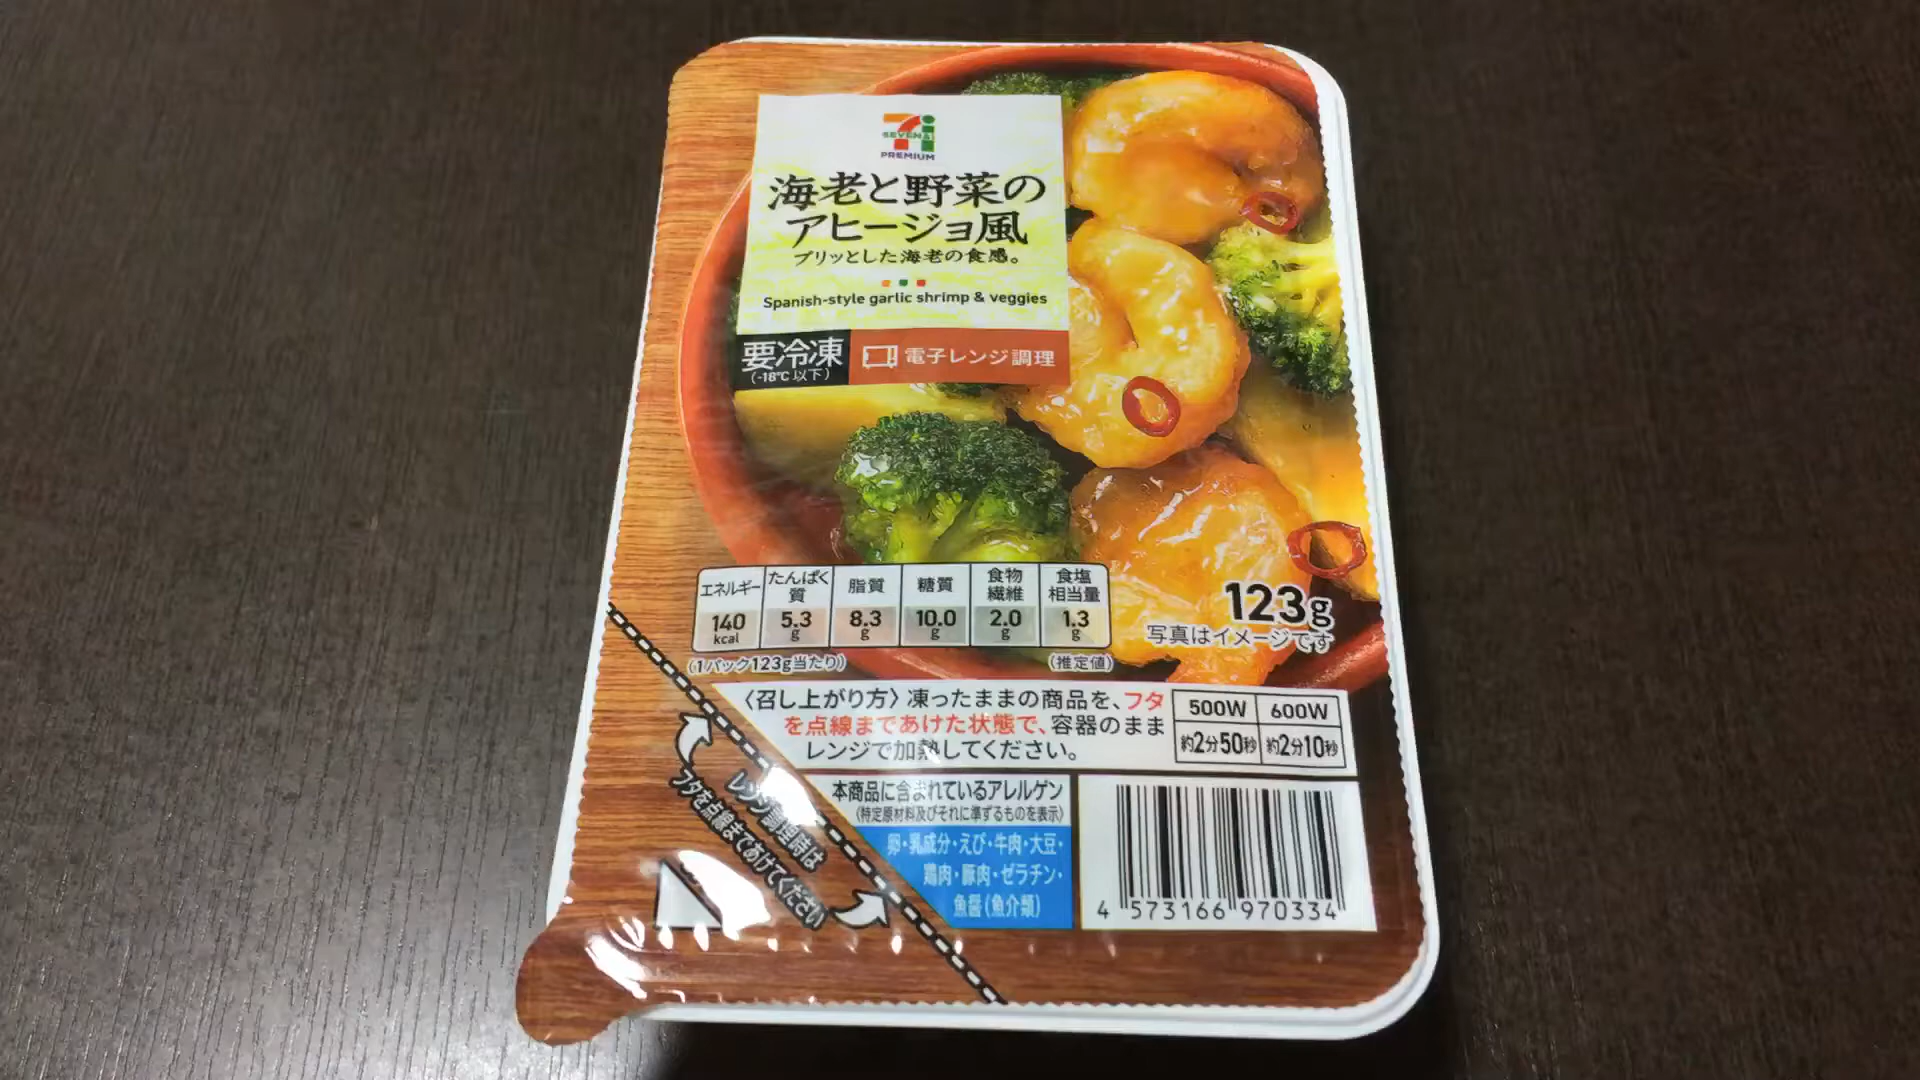 SEVEN&i
PREMIUM
海老と野菜の
アヒージョ風
プリッとした海老の食感。
Spanish-style garlic shrimp & veggies
要冷凍
(-18℃以下)
電子レンジ調理
エネルギー たんぱく質 脂質 糖質 食物繊維 食塩相当量
140kcal 5.3g 8.3g 10.0g 2.0g 1.3g
(1パック123g当たり) (推定値)
123g
写真はイメージです
〈召し上がり方〉凍ったままの商品を、フタ
を点線まであけた状態で、容器のまま
レンジで加熱してください。
500W 600W
約2分50秒 約2分10秒
レンジ調理時は
フタを点線まであけてください
本商品に含まれているアレルゲン
(特定原材料及びそれに準ずるものを表示)
卵・乳成分・えび・牛肉・大豆・
鶏肉・豚肉・ゼラチン・
魚醤(魚介類)
4 573166 970334